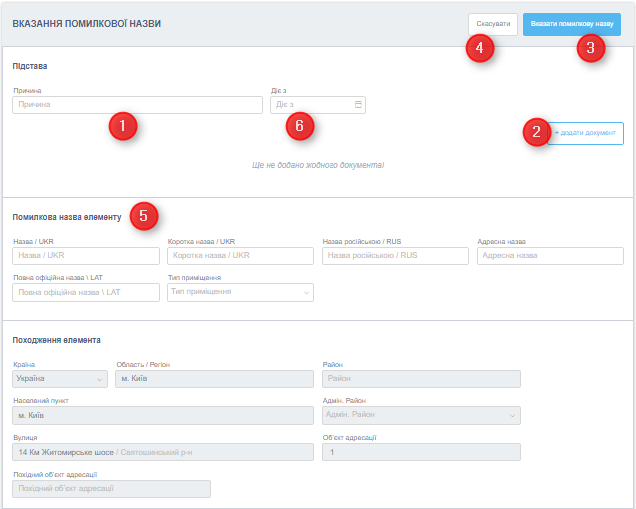 ВКАЗАННЯ ПОМИЛКОВОЇ НАЗВИ
Скасувати
Вказати помилкову назву
4
3
Підстава
Причина
Діє з
Причина
Діє з
1
6
2
+ додати документ
Ще не додано жодного документа!
Помилкова назва елементу
5
Назва / UKR
Коротка назва / UKR
Назва російською / RUS
Адресна назва
Назва / UKR
Коротка назва / UKR
Назва російською / RUS
Адресна назва
Повна офіційна назва \ LAT
Тип приміщення
Повна офіційна назва \ LAT
Тип приміщення
Походження елемента
Країна
Область / Регіон
Район
Україна
м. Київ
Район
Населений пункт
Адмін. Район
м. Київ
Адмін. Район
Вулиця
Об'єкт адресації
14 Км Житомирське шосе / Святошинський р-н
1
Похідний об'єкт адресації
Похідний об'єкт адресації